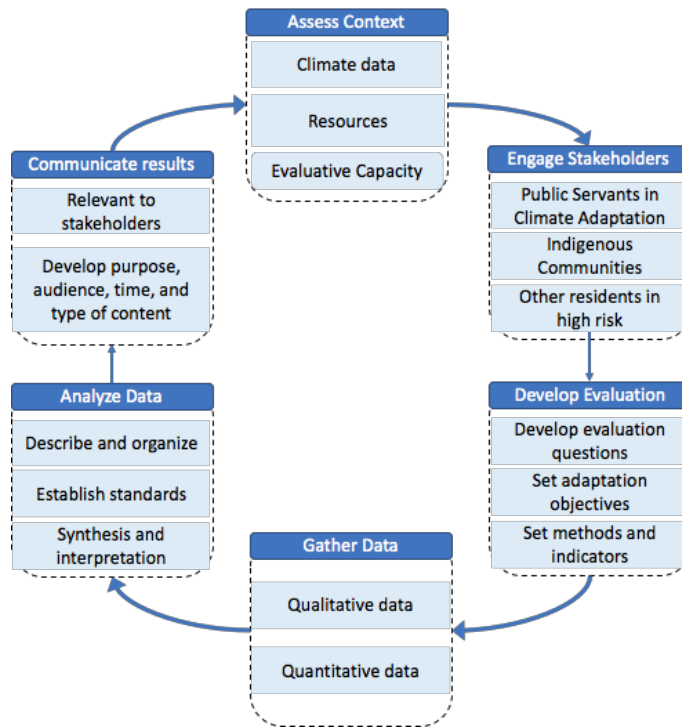 Assess Context
Climate data
Resources
Evaluative Capacity
Engage Stakeholders
Public Servants in
Climate Adaptation
Indigenous
Communities
Other residents in
high risk
Develop Evaluation
Develop evaluation
questions
Set adaptation
objectives
Set methods and
indicators
Gather Data
Qualitative data
Quantitative data
Analyze Data
Describe and organize
Establish standards
Synthesis and
interpretation
Communicate results
Relevant to
stakeholders
Develop purpose,
audience, time, and
type of content